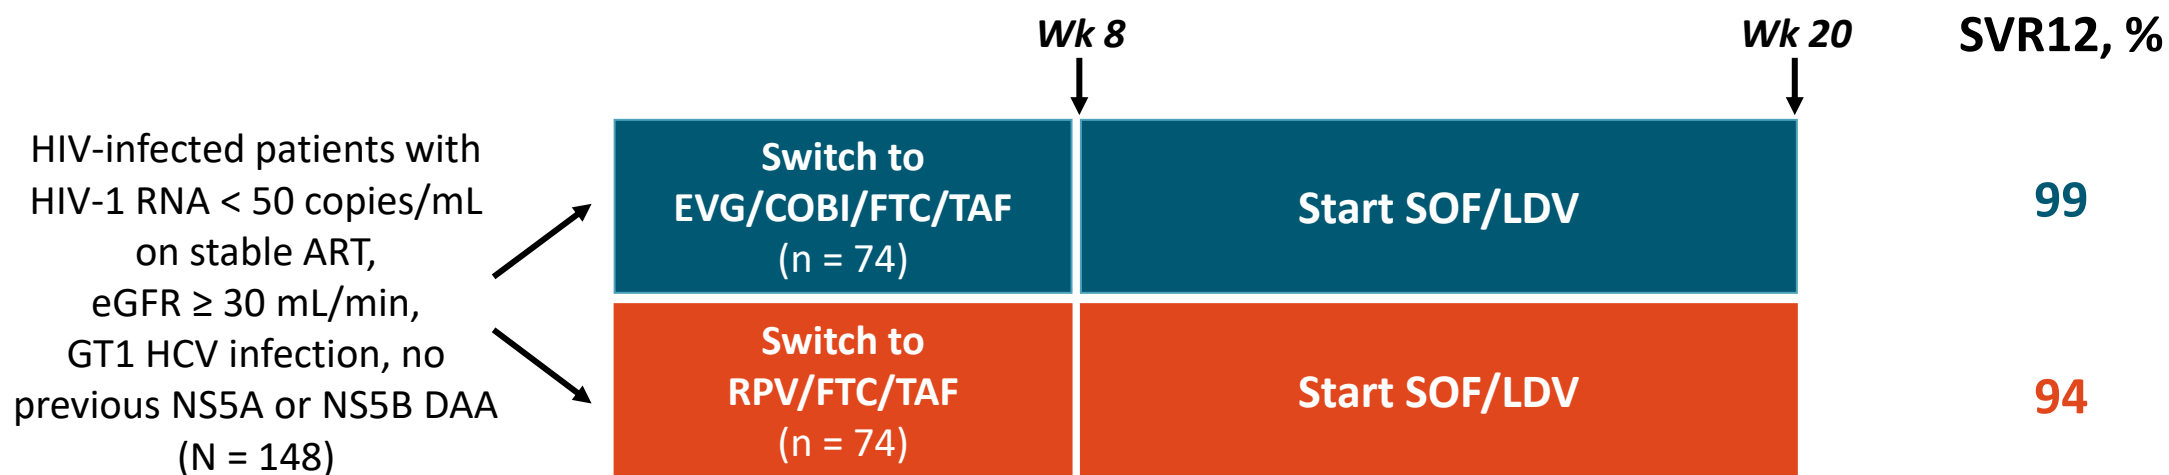 Wk 8
Wk 20
SVR12, %
HIV-infected patients with
HIV-1 RNA < 50 copies/mL
on stable ART,
eGFR ≥ 30 mL/min,
GT1 HCV infection, no
previous NS5A or NS5B DAA
(N = 148)
Switch to
EVG/COBI/FTC/TAF
(n = 74)
Start SOF/LDV
99
Switch to
RPV/FTC/TAF
(n = 74)
Start SOF/LDV
94